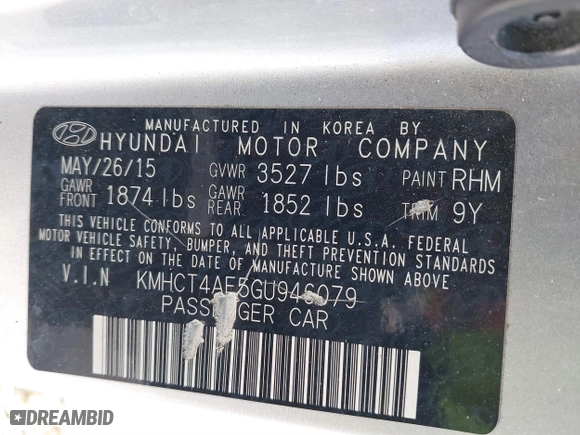 MANUFACTURED IN KOREA BY
HYUNDAI MOTOR COMPANY
MAY/26/15 GVWR 3527 lbs PAINT RHM
GAWR FRONT 1874 lbs GAWR REAR 1852 lbs TRIM 9Y
THIS VEHICLE CONFORMS TO ALL APPLICABLE U.S.A. FEDERAL
MOTOR VEHICLE SAFETY, BUMPER, AND THEFT PREVENTION STANDARDS
IN EFFECT ON THE DATE OF MANUFACTURE SHOWN ABOVE.
V.I.N KMHCT4AE5GU946079
PASSENGER CAR
DREAMBID